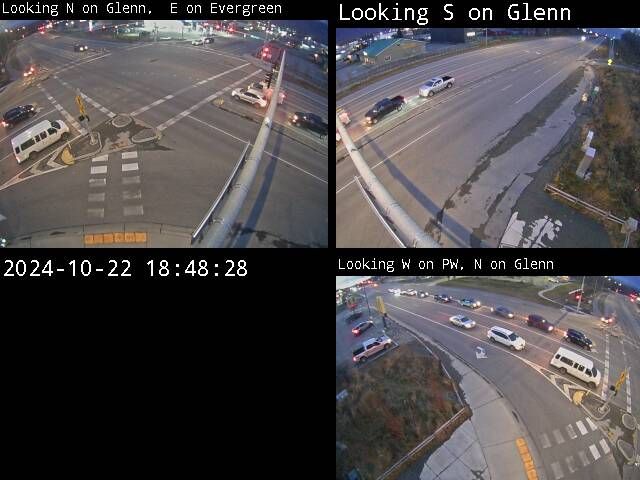 Looking N on Glenn,  E on Evergreen
Looking S on Glenn
2024-10-22 18:48:28
Looking W on PW, N on Glenn